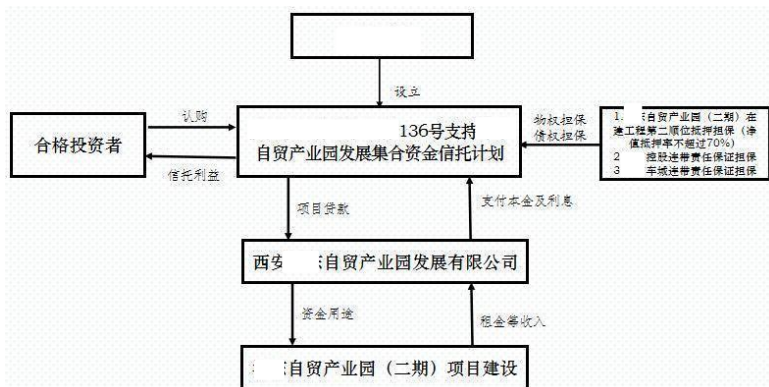 设立
合格投资者
认购
信托利益
136号支持
自贸产业园发展集合资金信托计划
物权担保
债权担保
1. 自贸产业园（二期）在
建工程第二顺位抵押担保（净
值抵押率不超过70%）
2 控股连带责任保证担保
3 车城连带责任保证担保
项目贷款
支付本金及利息
西安 自贸产业园发展有限公司
资金用途
租金等收入
自贸产业园（二期）项目建设